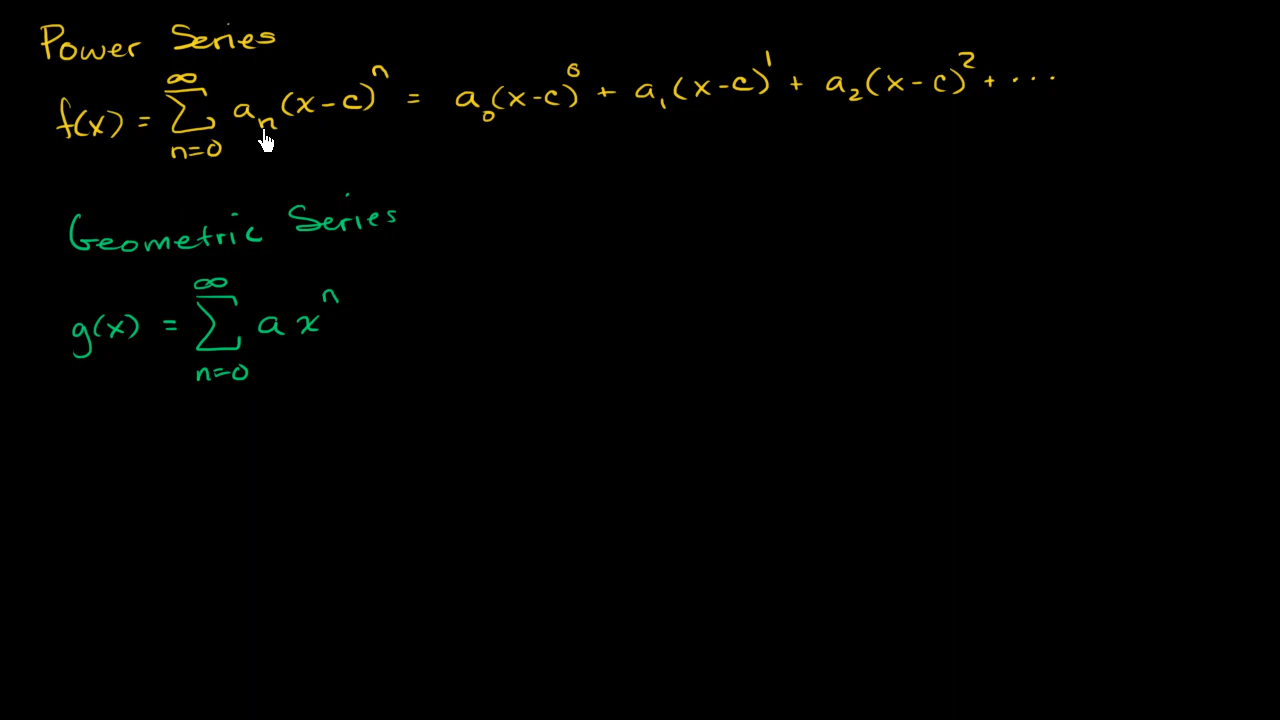 Power Series
f(x) = ∑_{n=0}^{∞} a_n (x-c)^n = a_0(x-c)^0 + a_1(x-c)^1 + a_2(x-c)^2 + ...
Geometric Series
g(x) = ∑_{n=0}^{∞} a x^n